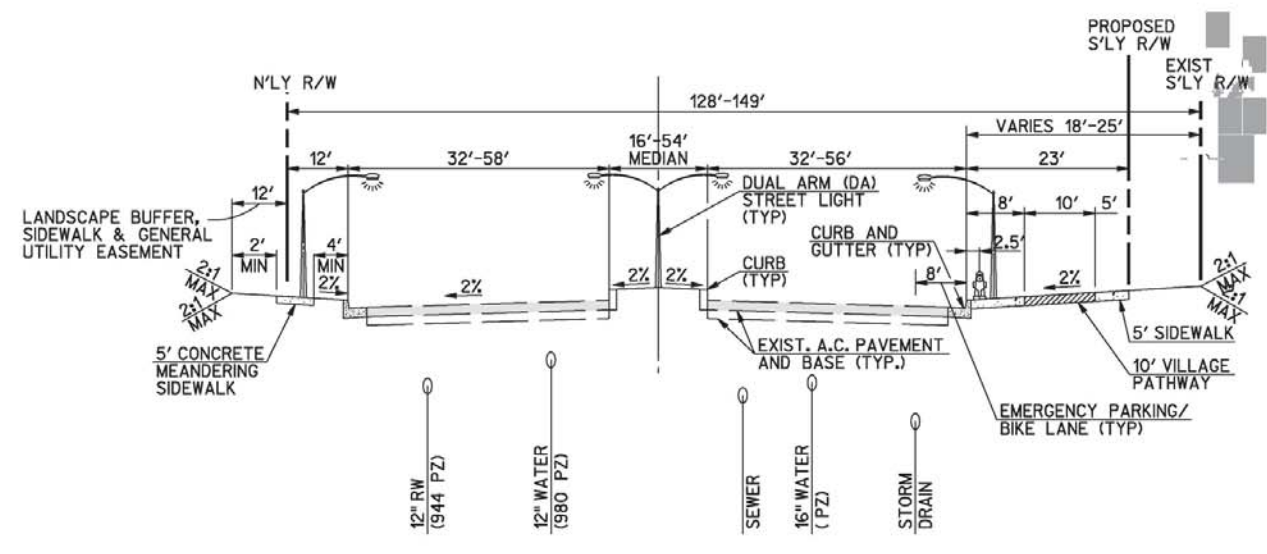 PROPOSED
S'LY R/W
EXIST
S'LY R/W
N'LY R/W
128'-149'
VARIES 18'-25'
12'
32'-58'
16'-54'
MEDIAN
32'-56'
23'
12'
DUAL ARM (DA)
STREET LIGHT
(TYP)
8'
10'
5'
LANDSCAPE BUFFER,
SIDEWALK & GENERAL
UTILITY EASEMENT
2'
MIN
4'
MIN
CURB AND
GUTTER (TYP)
2.5'
CURB
(TYP)
8'
2:1
MAX
2:1
MAX
2%
2%
2%
2%
2%
2:1
MAX
:1
MAX
5' CONCRETE
MEANDERING
SIDEWALK
EXIST. A.C. PAVEMENT
AND BASE (TYP.)
5' SIDEWALK
10' VILLAGE
PATHWAY
EMERGENCY PARKING/
BIKE LANE (TYP)
12" RW
(944 PZ)
12" WATER
(980 PZ)
SEWER
16" WATER
( PZ)
STORM
DRAIN